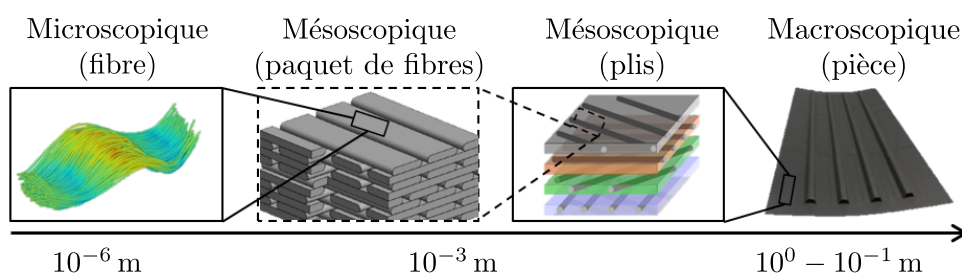 Microscopique
(fibre)
Mésoscopique
(paquet de fibres)
Mésoscopique
(plis)
Macroscopique
(pièce)
10⁻⁶ m
10⁻³ m
10⁰ − 10⁻¹ m